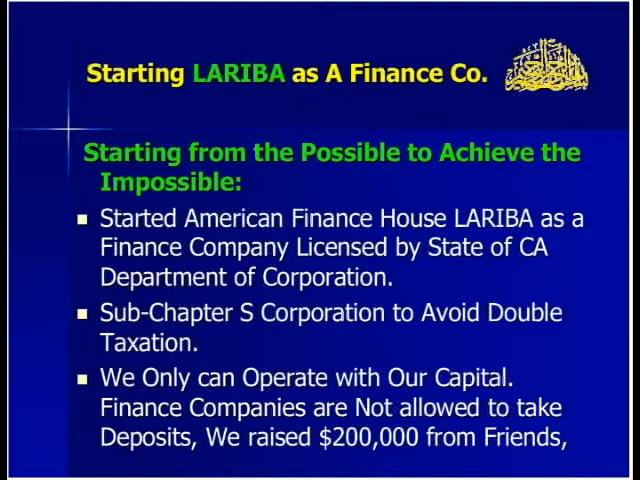 Starting LARIBA as A Finance Co.
Starting from the Possible to Achieve the
Impossible:
Started American Finance House LARIBA as a
Finance Company Licensed by State of CA
Department of Corporation.
Sub-Chapter S Corporation to Avoid Double
Taxation.
We Only can Operate with Our Capital.
Finance Companies are Not allowed to take
Deposits, We raised $200,000 from Friends,